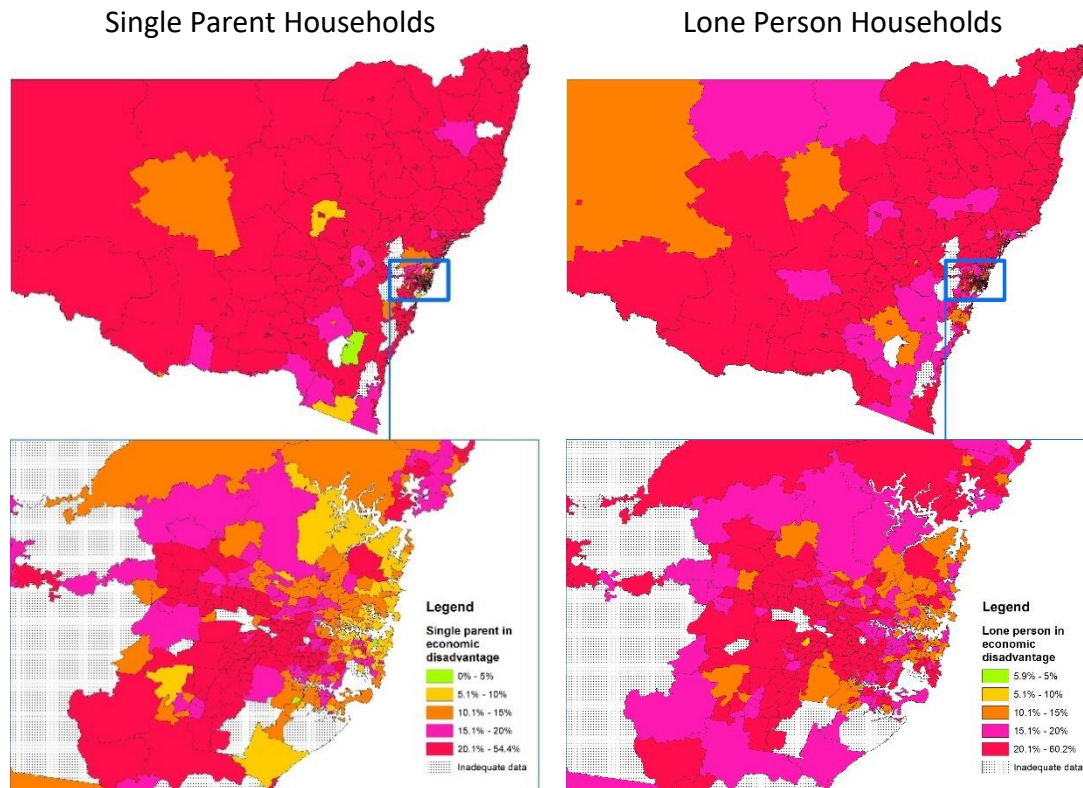 Single Parent Households
Lone Person Households
Legend
Single parent in
economic
disadvantage
0% - 5%
5.1% - 10%
10.1% - 15%
15.1% - 20%
20.1% - 54.4%
Inadequate data
Legend
Lone person in
economic
disadvantage
5.9% - 5%
5.1% - 10%
10.1% - 15%
15.1% - 20%
20.1% - 60.2%
Inadequate data